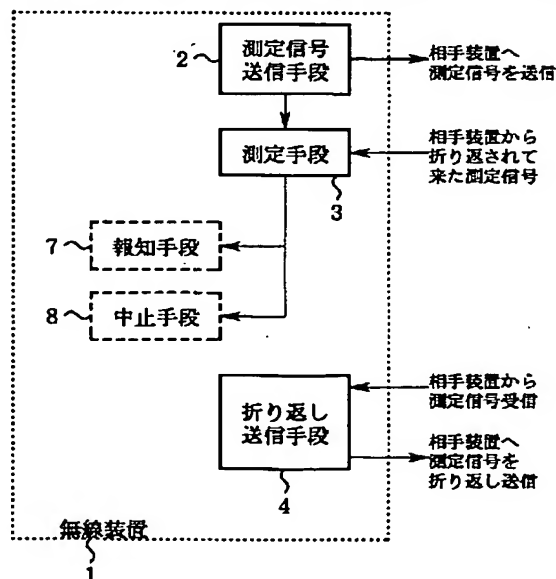 2
測定信号
送信手段
相手装置へ
測定信号を送信
測定手段
3
相手装置から
折り返されて
来た測定信号
7
報知手段
8
中止手段
折り返し
送信手段
4
相手装置から
測定信号受信
相手装置へ
測定信号を
折り返し送信
無線装置
1